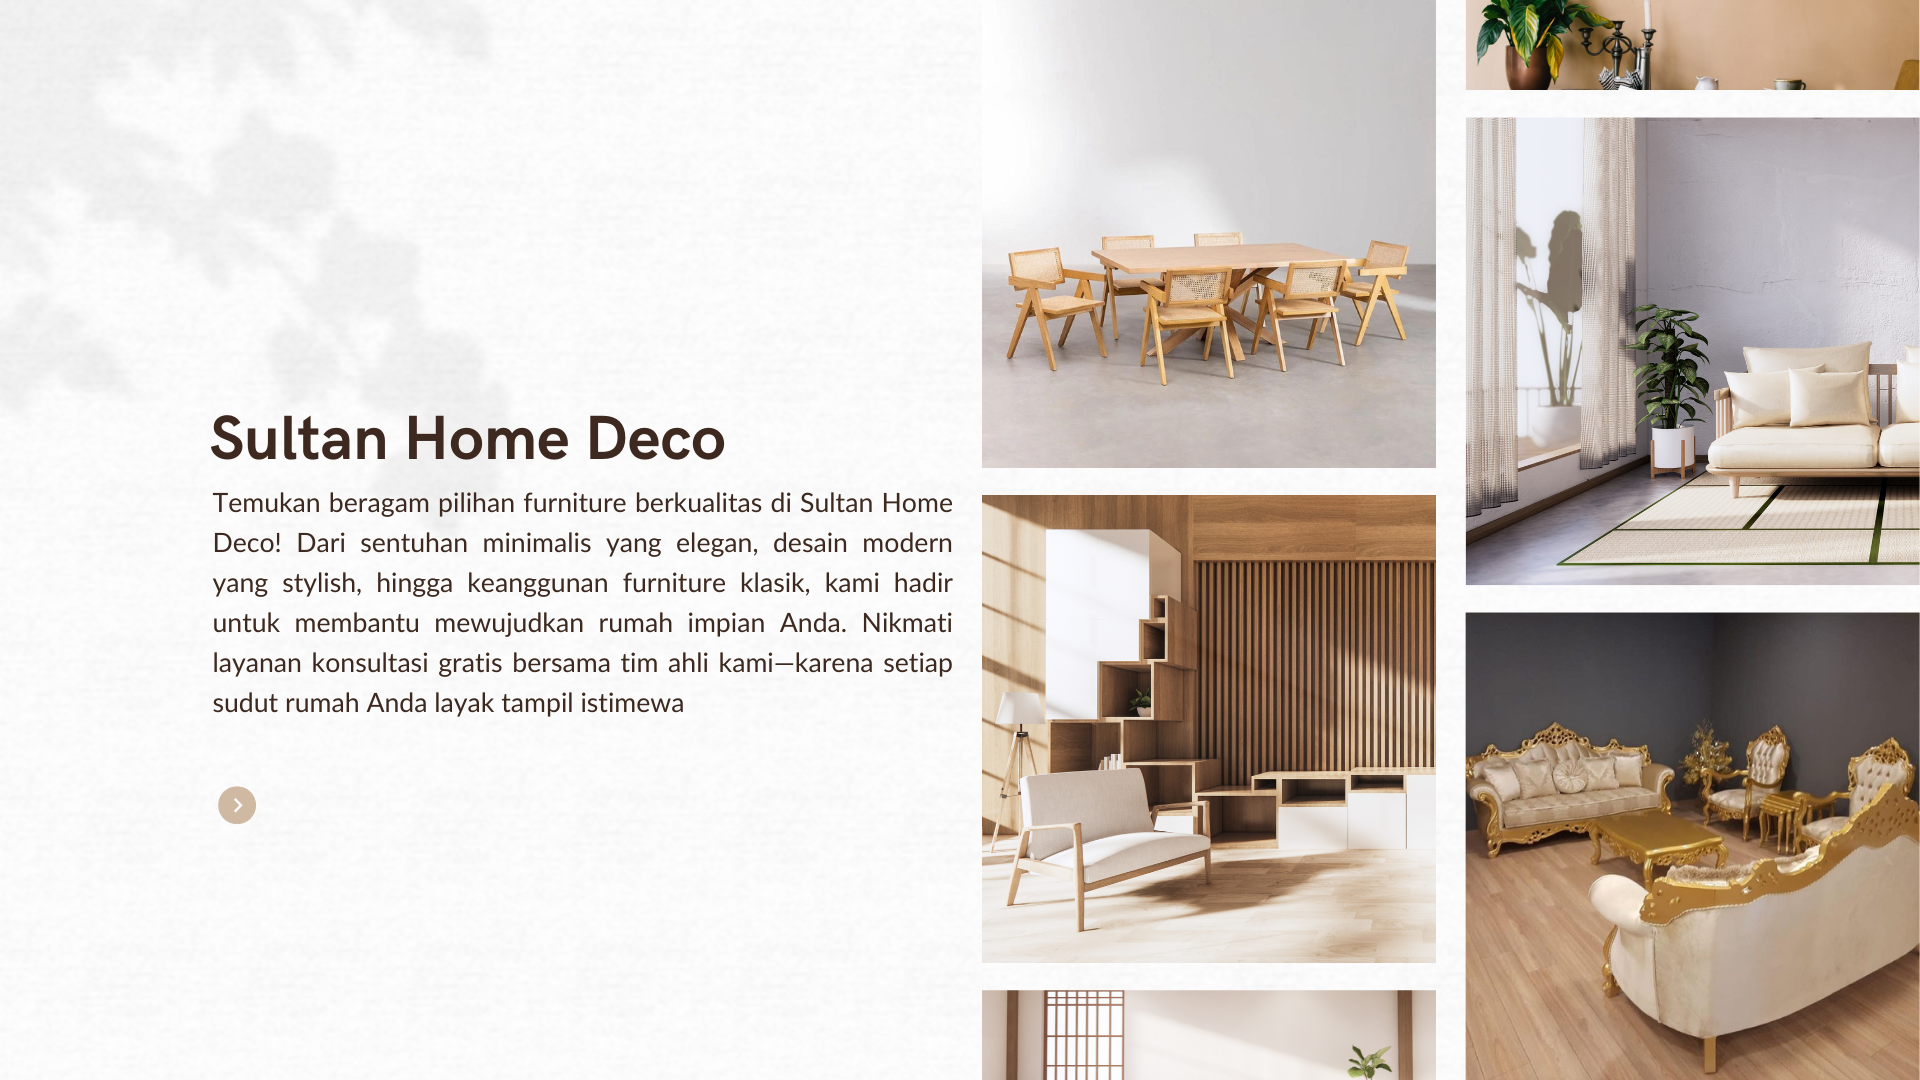 Sultan Home Deco
Temukan beragam pilihan furniture berkualitas di Sultan Home
Deco! Dari sentuhan minimalis yang elegan, desain modern
yang stylish, hingga keanggunan furniture klasik, kami hadir
untuk membantu mewujudkan rumah impian Anda. Nikmati
layanan konsultasi gratis bersama tim ahli kami—karena setiap
sudut rumah Anda layak tampil istimewa